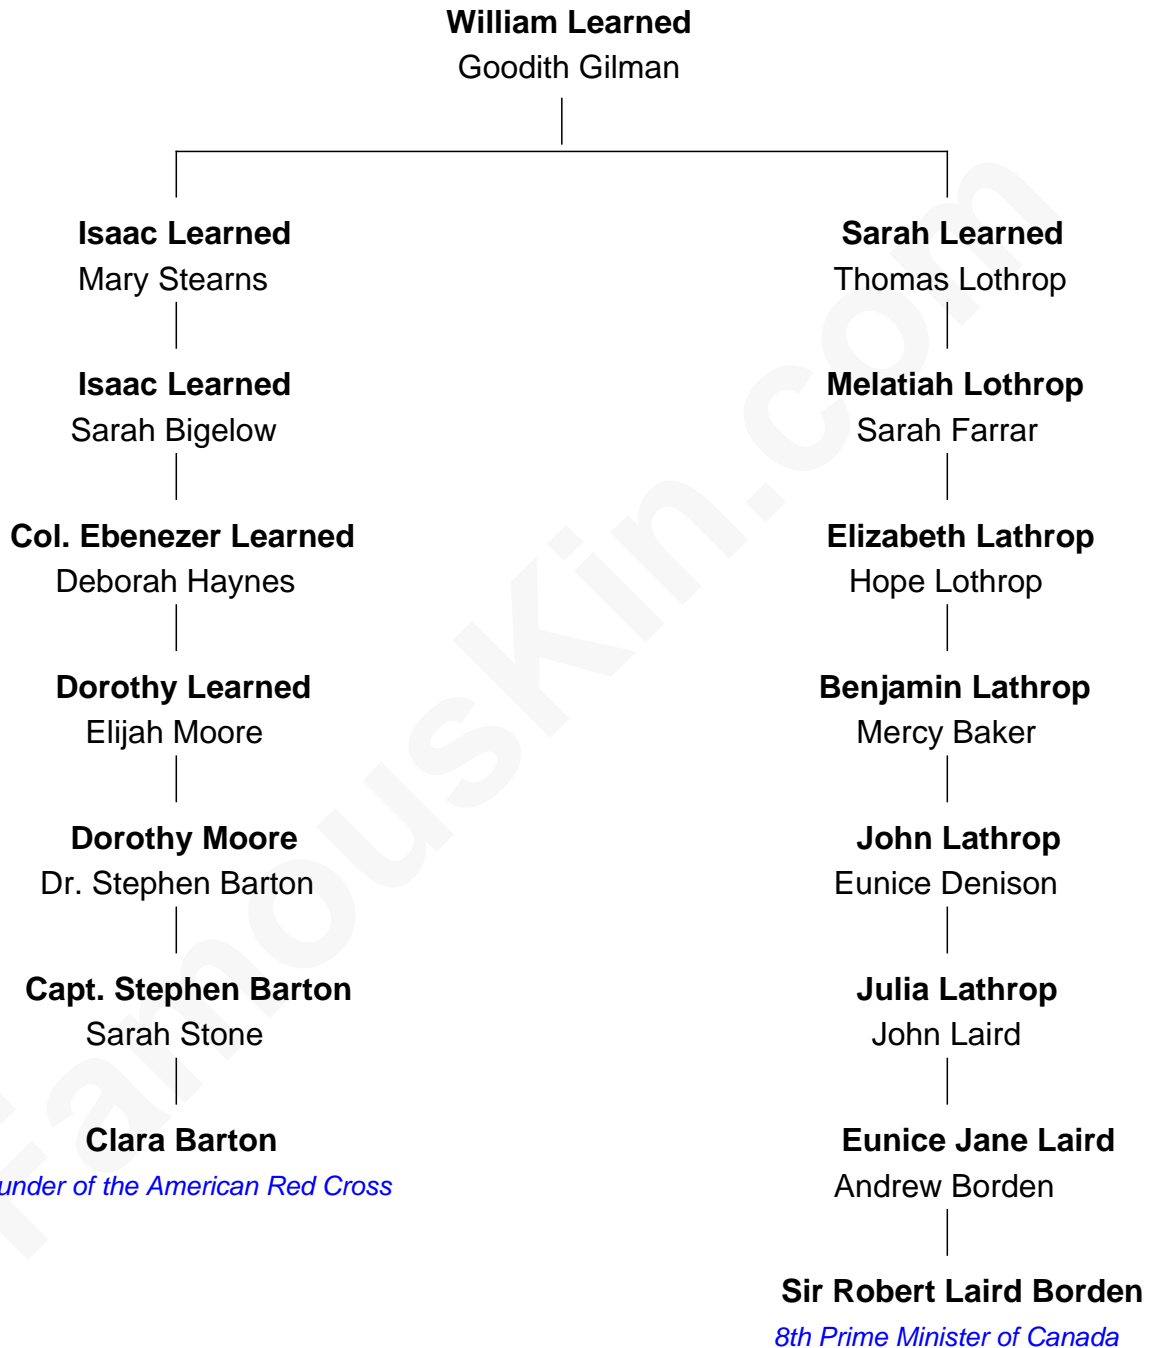 William Learned
Goodith Gilman
Isaac Learned
Mary Stearns
Isaac Learned
Sarah Bigelow
Col. Ebenezer Learned
Deborah Haynes
Dorothy Learned
Elijah Moore
Dorothy Moore
Dr. Stephen Barton
Capt. Stephen Barton
Sarah Stone
Clara Barton
under of the American Red Cross
Sarah Learned
Thomas Lothrop
Melatiah Lothrop
Sarah Farrar
Elizabeth Lathrop
Hope Lothrop
Benjamin Lathrop
Mercy Baker
John Lathrop
Eunice Denison
Julia Lathrop
John Laird
Eunice Jane Laird
Andrew Borden
Sir Robert Laird Borden
8th Prime Minister of Canada
FamousKin.com